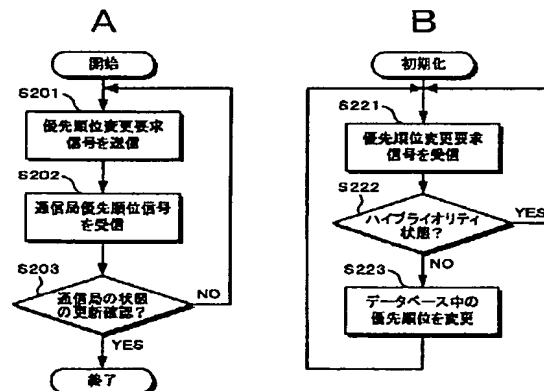 A
開始
S201
優先順位変更要求
信号を送信
S202
通信局優先順位信号
を受信
S203
通信局の状態
の更新確認?
NO
YES
終了
B
初期化
S221
優先順位変更要求
信号を受信
S222
ハイプライオリティ
状態?
YES
NO
S223
データベース中の
優先順位を変更